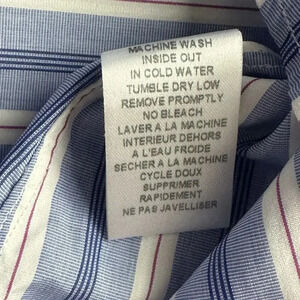 MACHINE WASH
INSIDE OUT
IN COLD WATER
TUMBLE DRY LOW
REMOVE PROMPTLY
NO BLEACH
LAVER A LA MACHINE
INTERIEUR DEHORS
A L'EAU FROIDE
SECHER A LA MACHINE
CYCLE DOUX
SUPPRIMER
RAPIDEMENT
NE PAS JAVELLISER